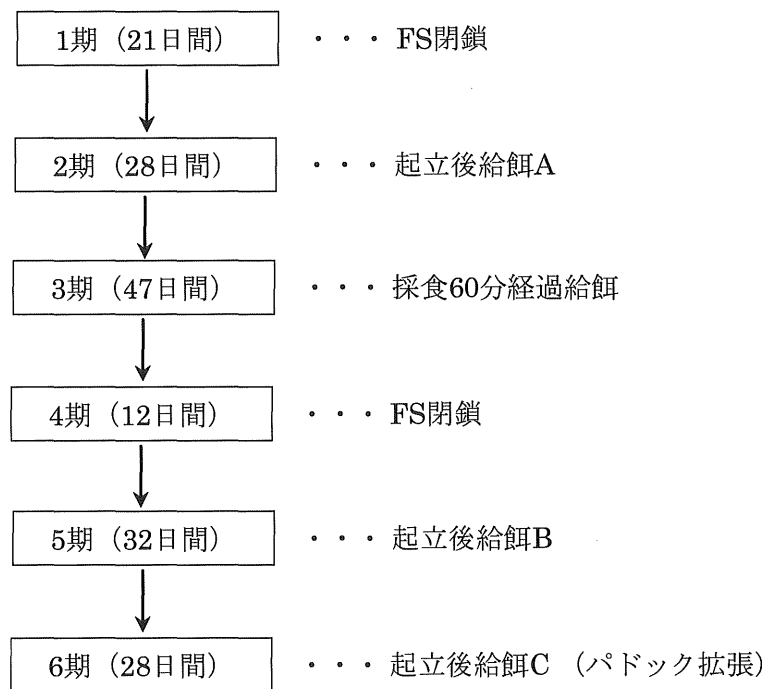 1期（21日間） ・・・FS閉鎖
2期（28日間） ・・・起立後給餌A
3期（47日間） ・・・採食60分経過給餌
4期（12日間） ・・・FS閉鎖
5期（32日間） ・・・起立後給餌B
6期（28日間） ・・・起立後給餌C （パドック拡張）